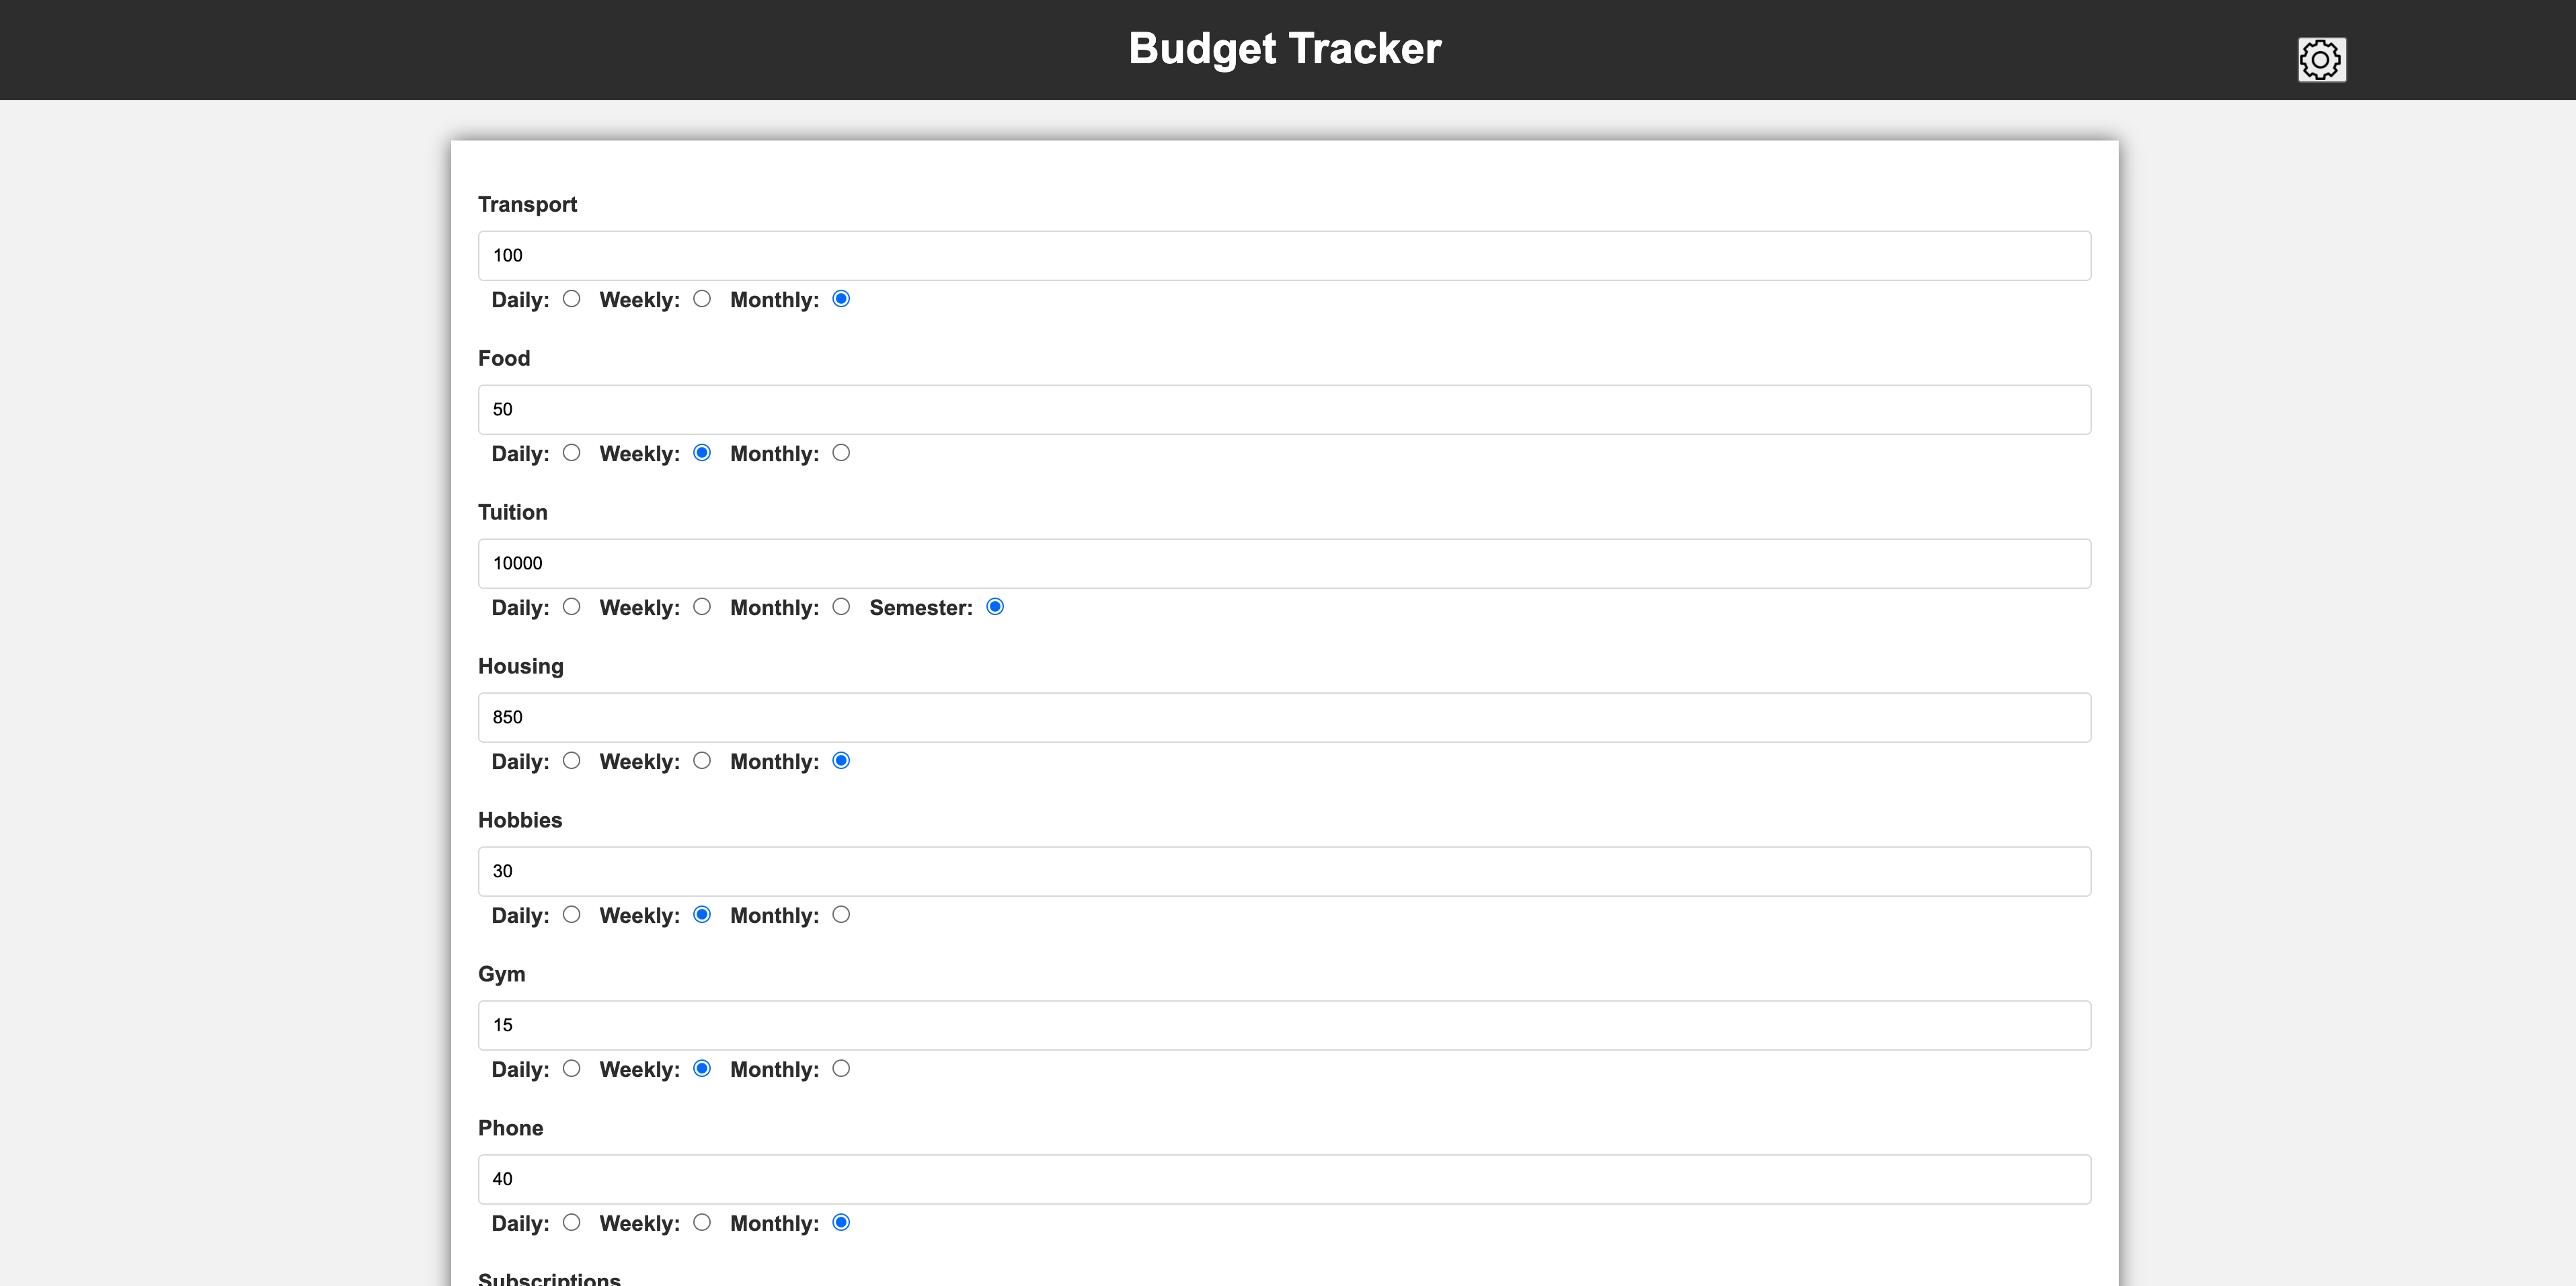 Budget Tracker
Transport
100
Daily: Weekly: Monthly:
Food
50
Daily: Weekly: Monthly:
Tuition
10000
Daily: Weekly: Monthly: Semester:
Housing
850
Daily: Weekly: Monthly:
Hobbies
30
Daily: Weekly: Monthly:
Gym
15
Daily: Weekly: Monthly:
Phone
40
Daily: Weekly: Monthly:
Subscriptions